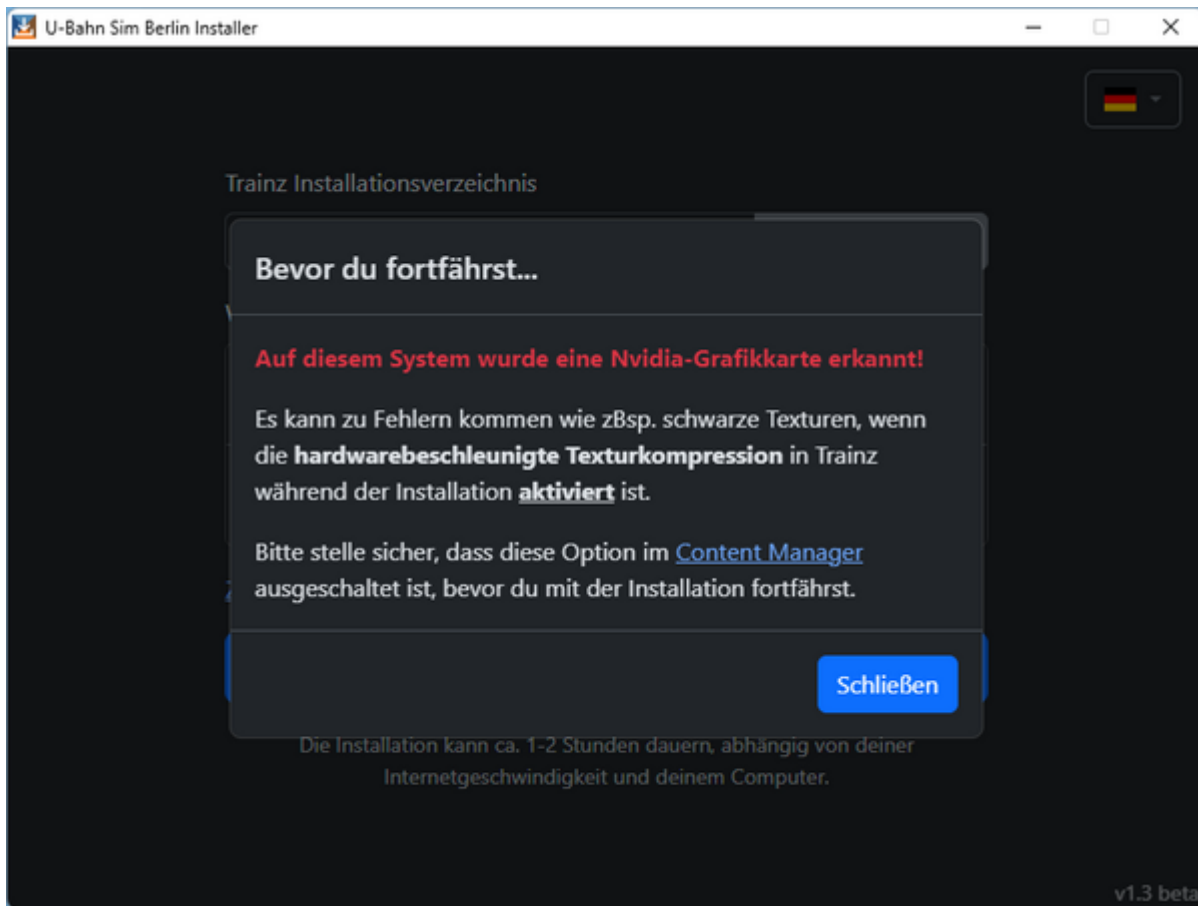 U-Bahn Sim Berlin Installer
Trainz Installationsverzeichnis
Bevor du fortfährst...
Auf diesem System wurde eine Nvidia-Grafikkarte erkannt!
Es kann zu Fehlern kommen wie zBsp. schwarze Texturen, wenn
die hardwarebeschleunigte Texturkompression in Trainz
während der Installation aktiviert ist.
Bitte stelle sicher, dass diese Option im Content Manager
ausgeschaltet ist, bevor du mit der Installation fortfährst.
Schließen
Die Installation kann ca. 1-2 Stunden dauern, abhängig von deiner
Internetgeschwindigkeit und deinem Computer.
v1.3 beta